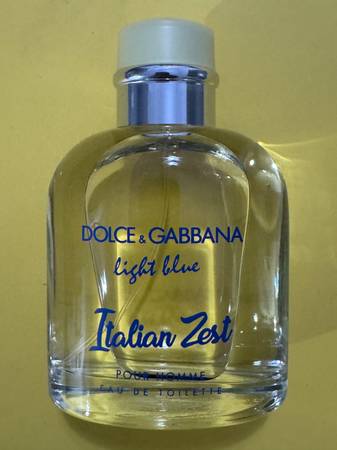 DOLCE & GABBANA
light blue
Italian Zest
POUR HOMME
EAU DE TOILETTE